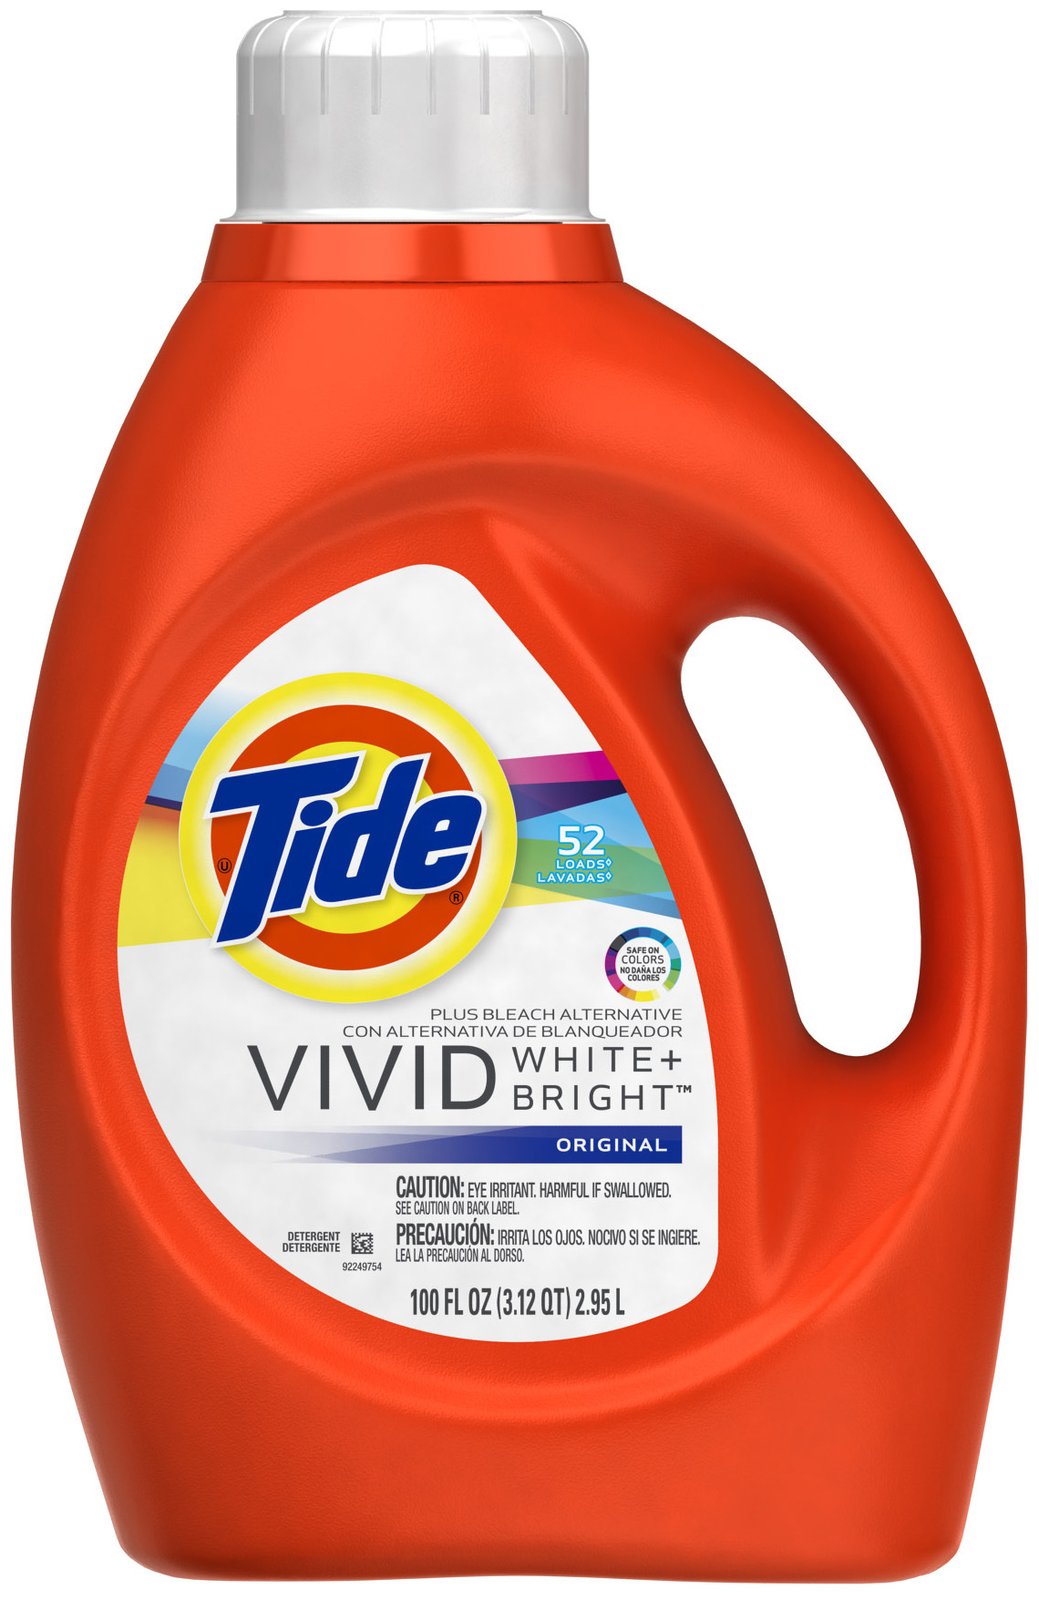 Tide
U
®
52
LOADS◊
LAVADAS◊
SAFE ON
COLORS
NO DAÑA LOS
COLORES
PLUS BLEACH ALTERNATIVE
CON ALTERNATIVA DE BLANQUEADOR
VIVID WHITE+
BRIGHT™
ORIGINAL
CAUTION: EYE IRRITANT. HARMFUL IF SWALLOWED.
SEE CAUTION ON BACK LABEL.
PRECAUCIÓN: IRRITA LOS OJOS. NOCIVO SI SE INGIERE.
LEA LA PRECAUCIÓN AL DORSO.
DETERGENT
DETERGENTE
92249754
100 FL OZ (3.12 QT) 2.95 L